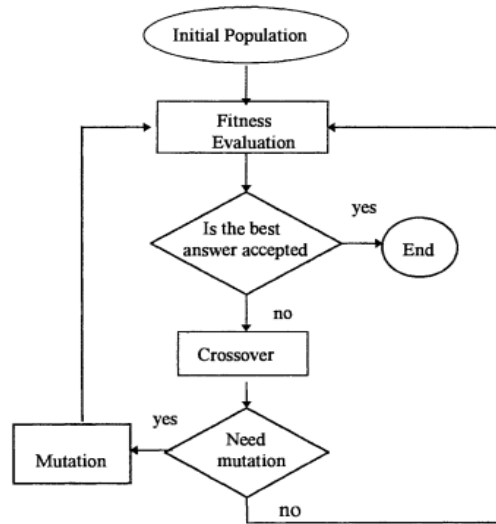 Initial Population
Fitness
Evaluation
Is the best
answer accepted
yes
End
no
Crossover
Need
mutation
yes
Mutation
no